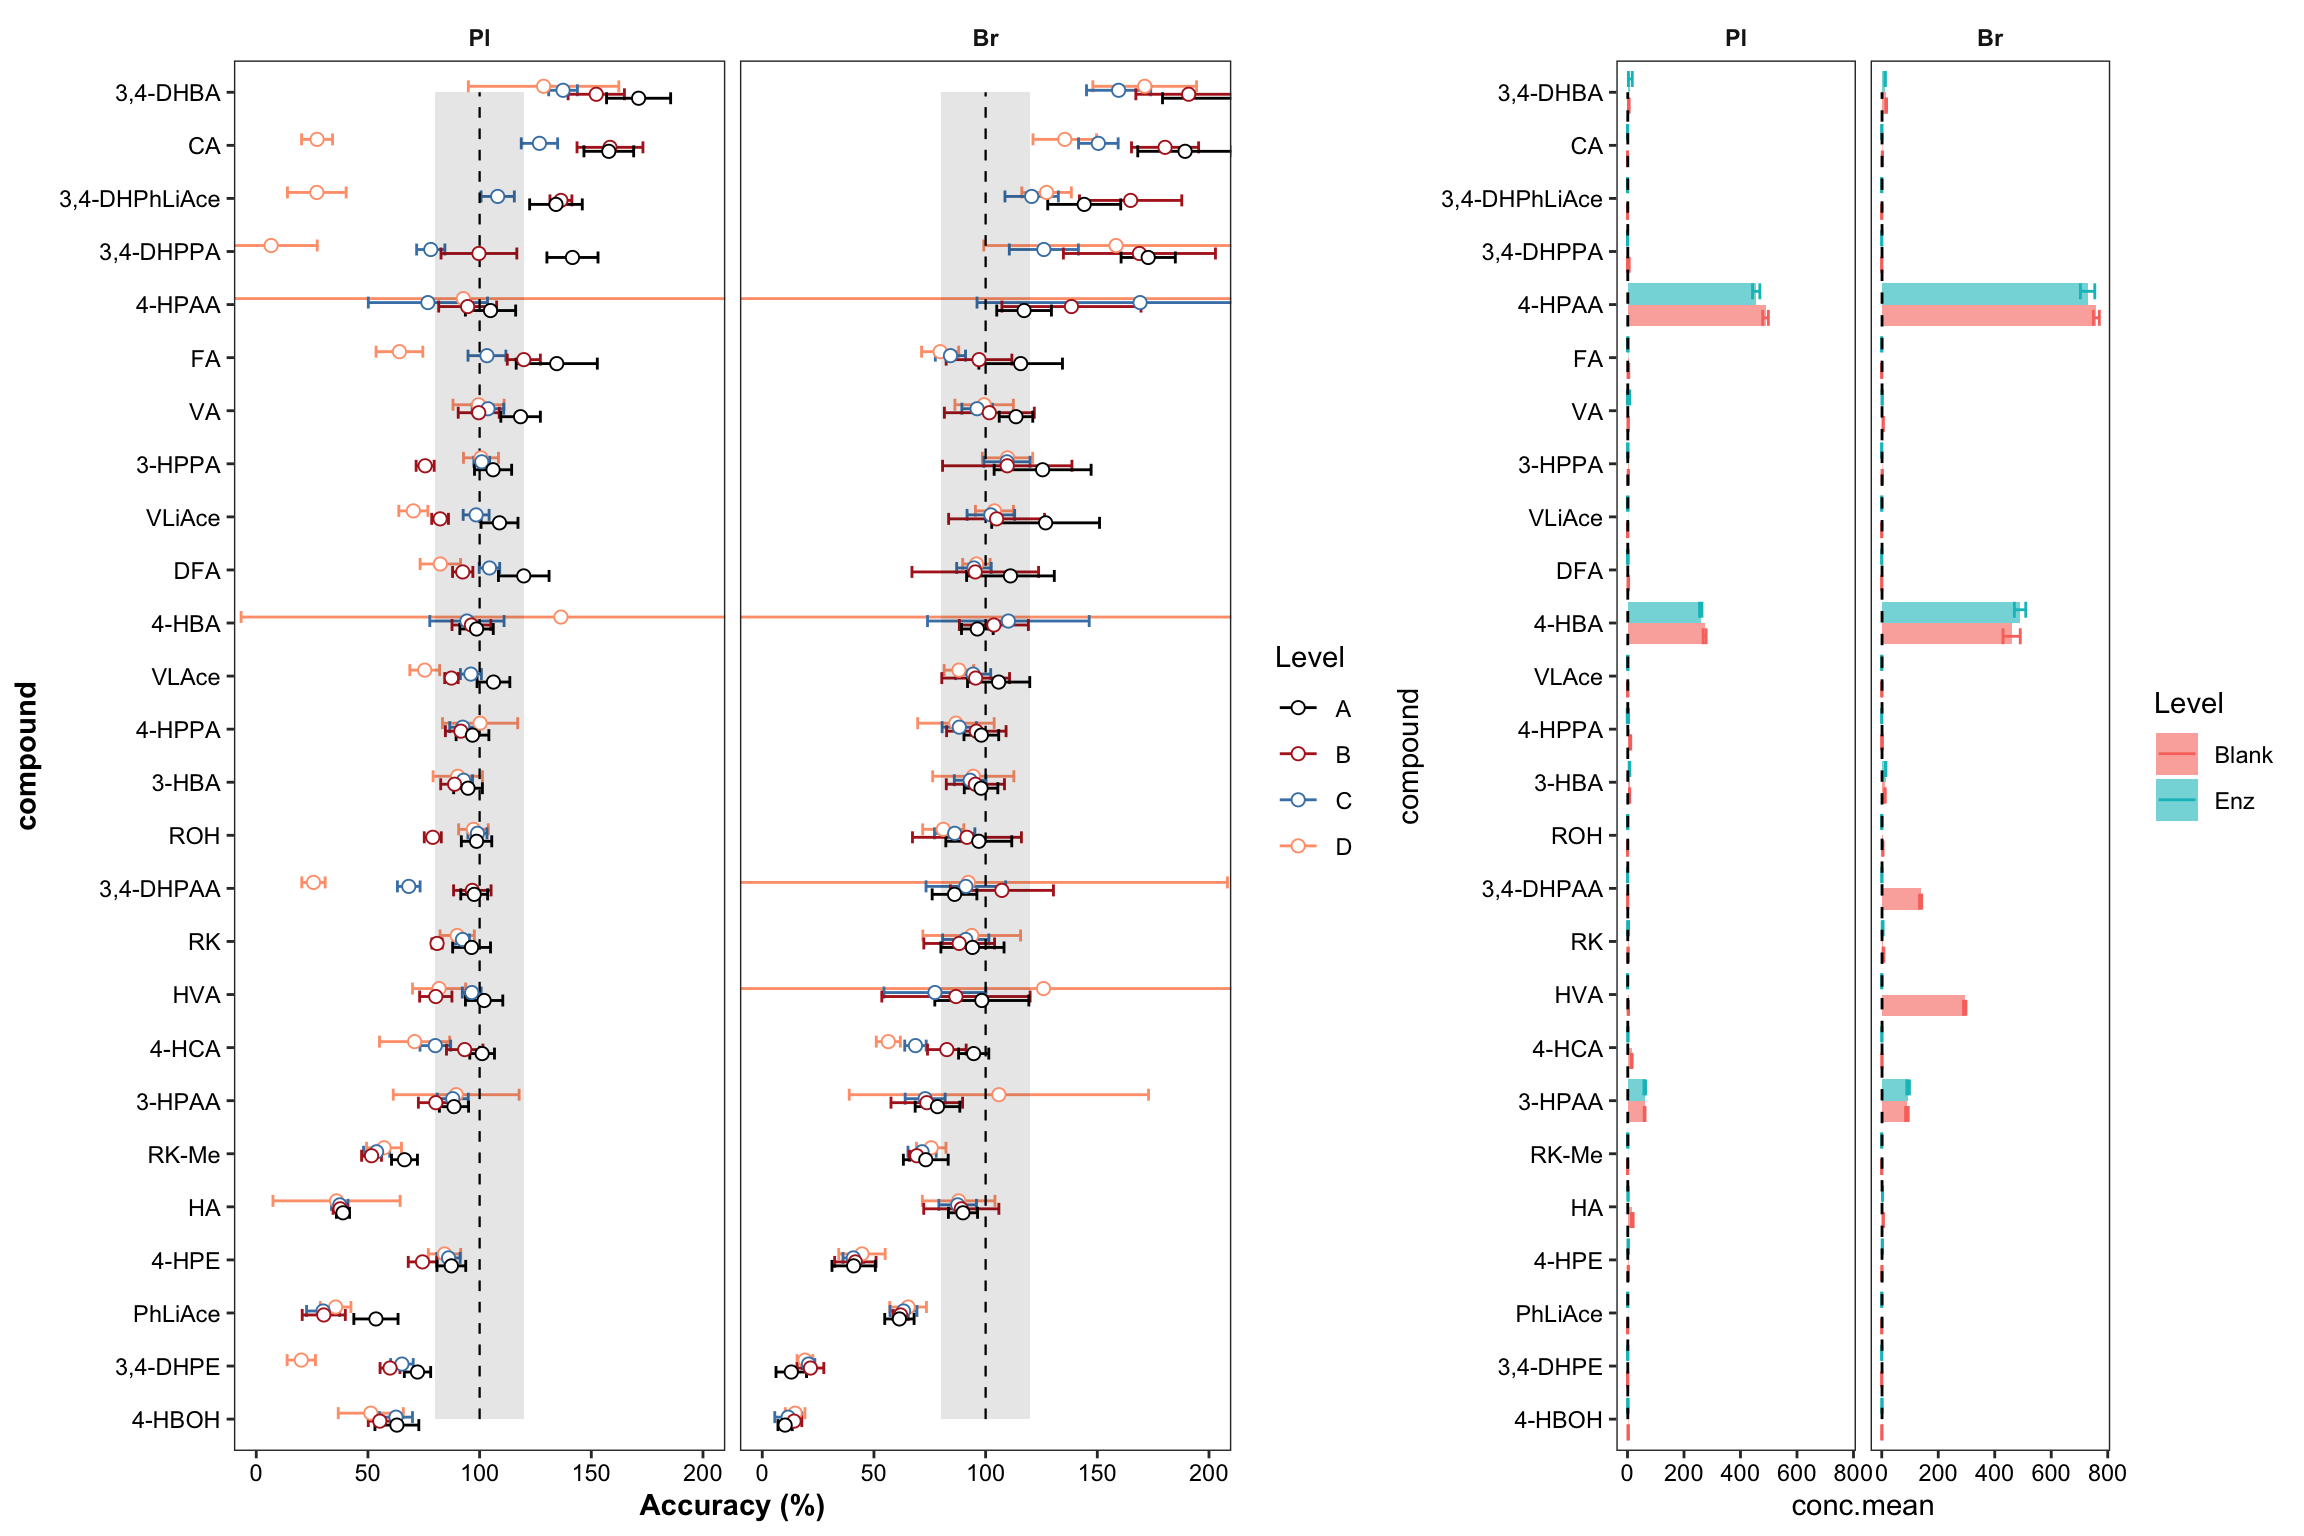 Pl
Br
3,4-DHBA
CA
3,4-DHPhLiAce
3,4-DHPPA
4-HPAA
FA
VA
3-HPPA
VLiAce
DFA
4-HBA
VLAce
4-HPPA
3-HBA
ROH
3,4-DHPAA
RK
HVA
4-HCA
3-HPAA
RK-Me
HA
4-HPE
PhLiAce
3,4-DHPE
4-HBOH
compound
0 50 100 150 200
0 50 100 150 200
Accuracy (%)
Level
A
B
C
D
Pl
Br
3,4-DHBA
CA
3,4-DHPhLiAce
3,4-DHPPA
4-HPAA
FA
VA
3-HPPA
VLiAce
DFA
4-HBA
VLAce
4-HPPA
3-HBA
ROH
3,4-DHPAA
RK
HVA
4-HCA
3-HPAA
RK-Me
HA
4-HPE
PhLiAce
3,4-DHPE
4-HBOH
compound
0 200 400 600 800
0 200 400 600 800
conc.mean
Level
Blank
Enz